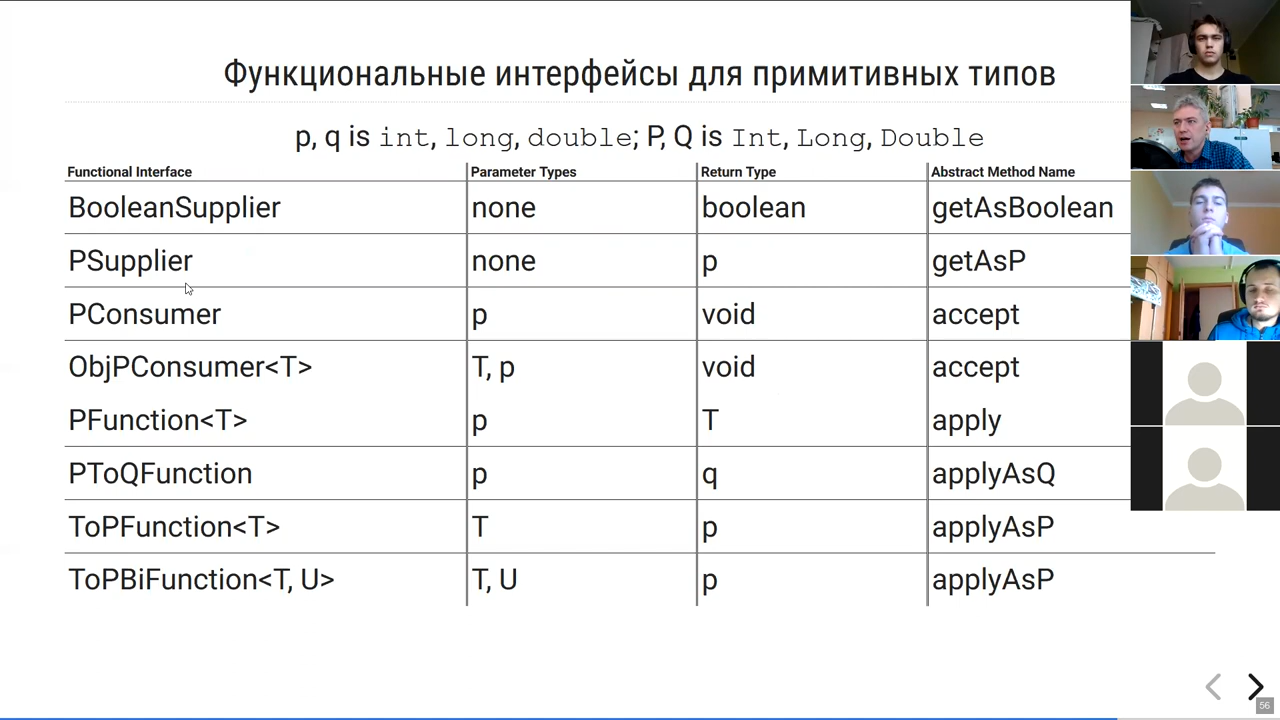 Функциональные интерфейсы для примитивных типов
p, q is int, long, double; P, Q is Int, Long, Double
Functional Interface Parameter Types Return Type Abstract Method Name
BooleanSupplier none boolean getAsBoolean
PSupplier none p getAsP
PConsumer p void accept
ObjPConsumer<T> T, p void accept
PFunction<T> p T apply
PToQFunction p q applyAsQ
ToPFunction<T> T p applyAsP
ToPBiFunction<T, U> T, U p applyAsP
56